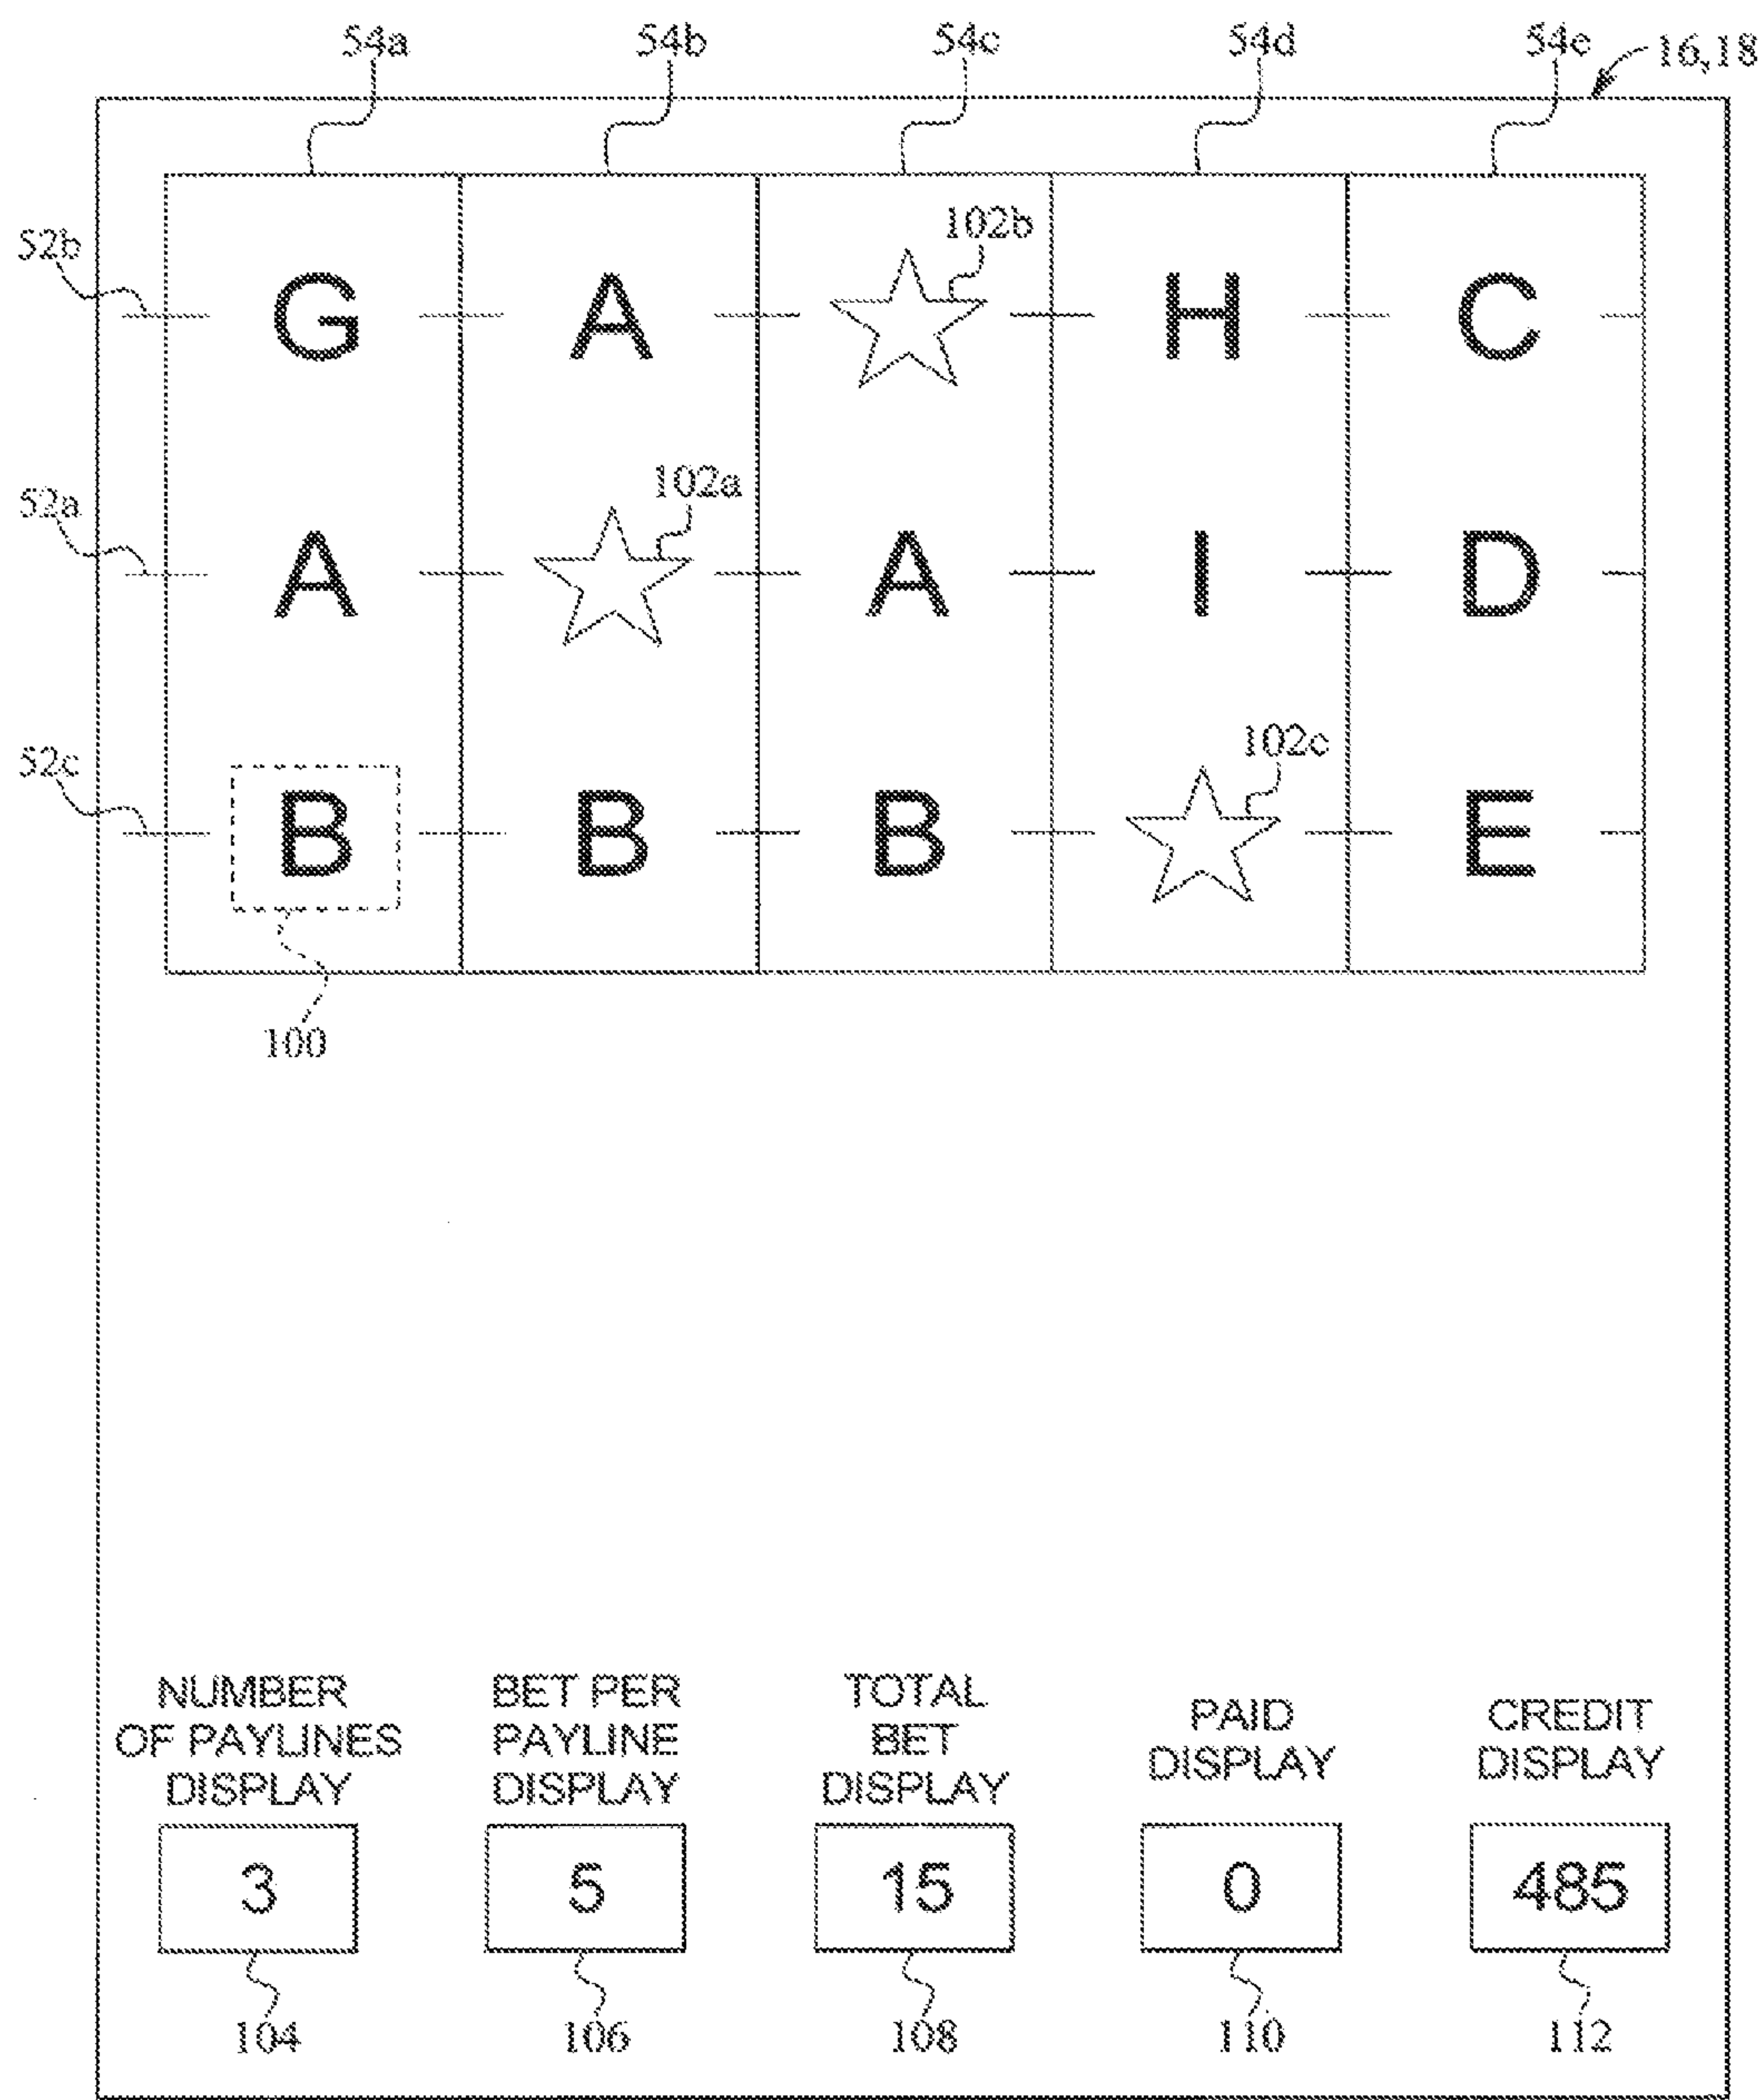 54a 54b 54c 54d 54e 16,18
102b
52b G A H C
102a
52a A A I D
102c
52c B B B E
100
NUMBER OF PAYLINES DISPLAY
BET PER PAYLINE DISPLAY
TOTAL BET DISPLAY
PAID DISPLAY
CREDIT DISPLAY
3 5 15 0 485
104 106 108 110 112